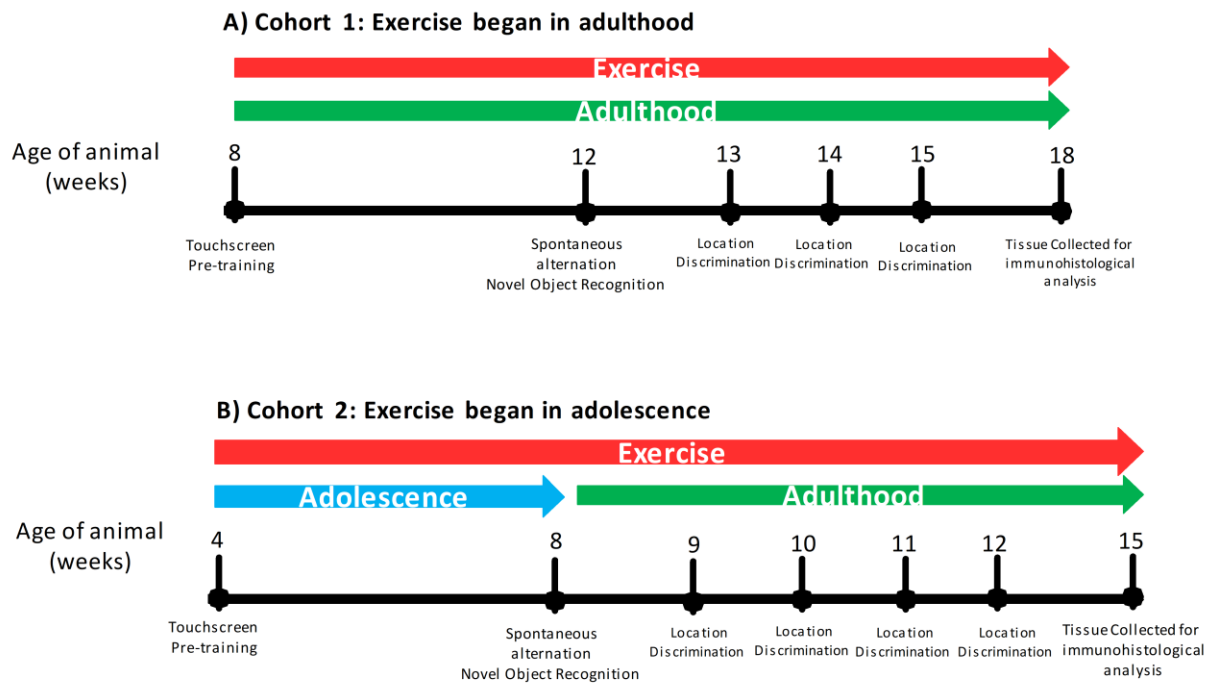 A) Cohort 1: Exercise began in adulthood
Exercise
Adulthood
Age of animal
(weeks)
8
12
13
14
15
18
Touchscreen
Pre-training
Spontaneous
alternation
Novel Object Recognition
Location
Discrimination
Location
Discrimination
Location
Discrimination
Tissue Collected for
immunohistological
analysis
B) Cohort 2: Exercise began in adolescence
Exercise
Adolescence
Adulthood
Age of animal
(weeks)
4
8
9
10
11
12
15
Touchscreen
Pre-training
Spontaneous
alternation
Novel Object Recognition
Location
Discrimination
Location
Discrimination
Location
Discrimination
Location
Discrimination
Tissue Collected for
immunohistological
analysis